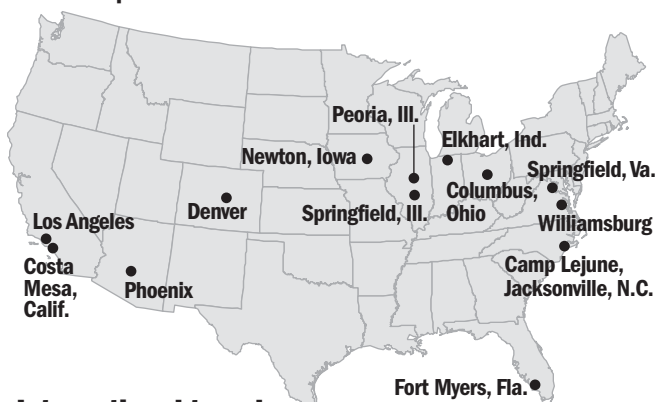 Peoria, Ill.
Elkhart, Ind.
Newton, Iowa
Springfield, Va.
Columbus,
Ohio
Denver
Springfield, Ill.
Williamsburg
Los Angeles
Costa
Mesa,
Calif.
Phoenix
Camp Lejune,
Jacksonville, N.C.
Fort Myers, Fla.